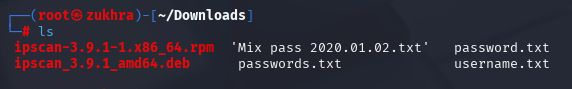 ┌──(root㉿zukhra)-[~/Downloads]
└─# ls
ipscan-3.9.1-1.x86_64.rpm 'Mix pass 2020.01.02.txt' password.txt
ipscan_3.9.1_amd64.deb passwords.txt username.txt